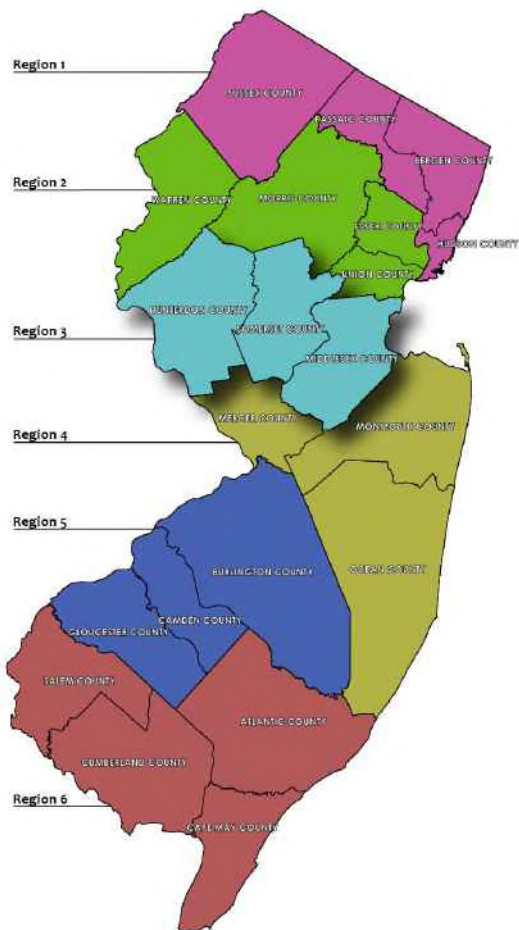 Region 1
SUSSEX COUNTY
PASSAIC COUNTY
BERGEN COUNTY
Region 2
WARREN COUNTY
MORRIS COUNTY
ESSEX COUNTY
HUDSON COUNTY
UNION COUNTY
HUNTERDON COUNTY
SOMERSET COUNTY
Region 3
MIDDLESEX COUNTY
MERCER COUNTY
MONMOUTH COUNTY
Region 4
Region 5
BURLINGTON COUNTY
OCEAN COUNTY
CAMDEN COUNTY
GLOUCESTER COUNTY
SALEM COUNTY
ATLANTIC COUNTY
CUMBERLAND COUNTY
Region 6
CAPE MAY COUNTY